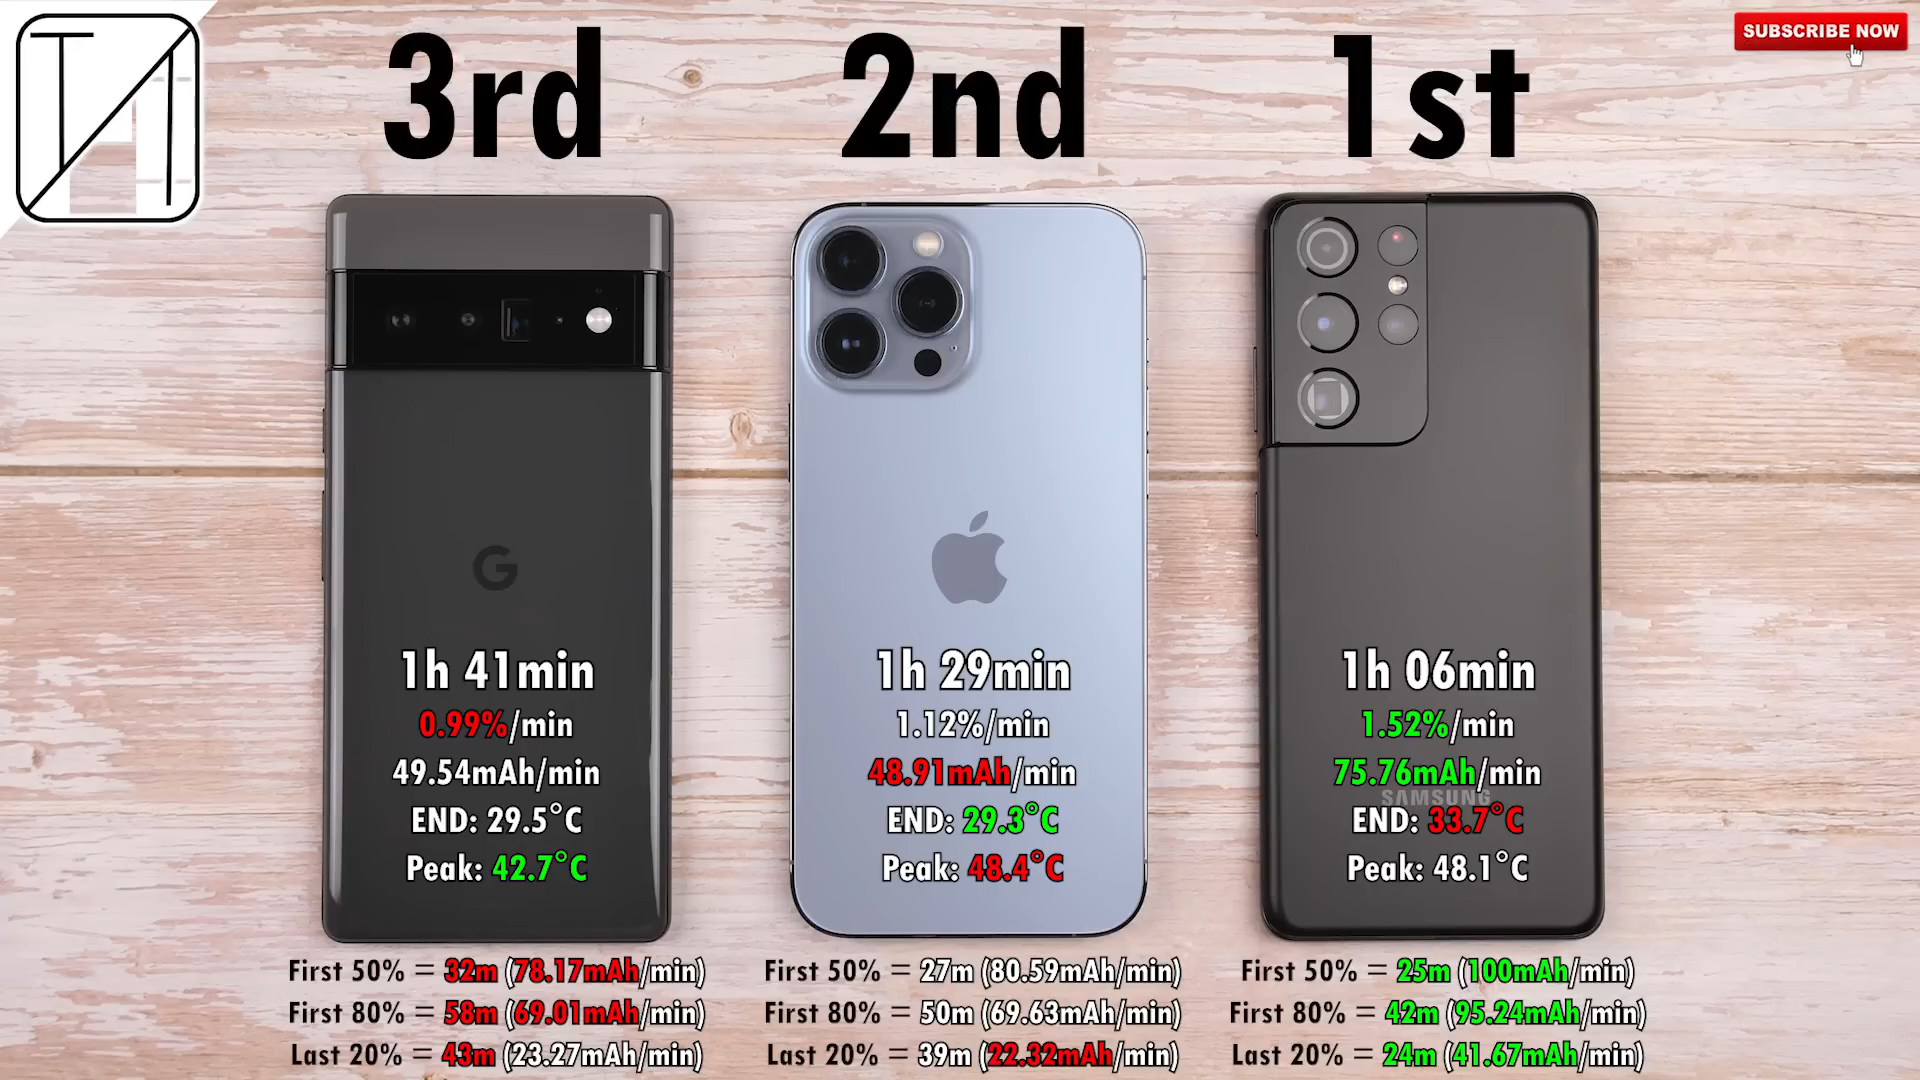 SUBSCRIBE NOW
3rd
2nd
1st
G
1h 41min
0.99%/min
49.54mAh/min
END: 29.5°C
Peak: 42.7°C
First 50% = 32m (78.17mAh/min)
First 80% = 58m (69.01mAh/min)
Last 20% = 43m (23.27mAh/min)
1h 29min
1.12%/min
48.91mAh/min
END: 29.3°C
Peak: 48.4°C
First 50% = 27m (80.59mAh/min)
First 80% = 50m (69.63mAh/min)
Last 20% = 39m (22.32mAh/min)
1h 06min
1.52%/min
75.76mAh/min
SAMSUNG
END: 33.7°C
Peak: 48.1°C
First 50% = 25m (100mAh/min)
First 80% = 42m (95.24mAh/min)
Last 20% = 24m (41.67mAh/min)